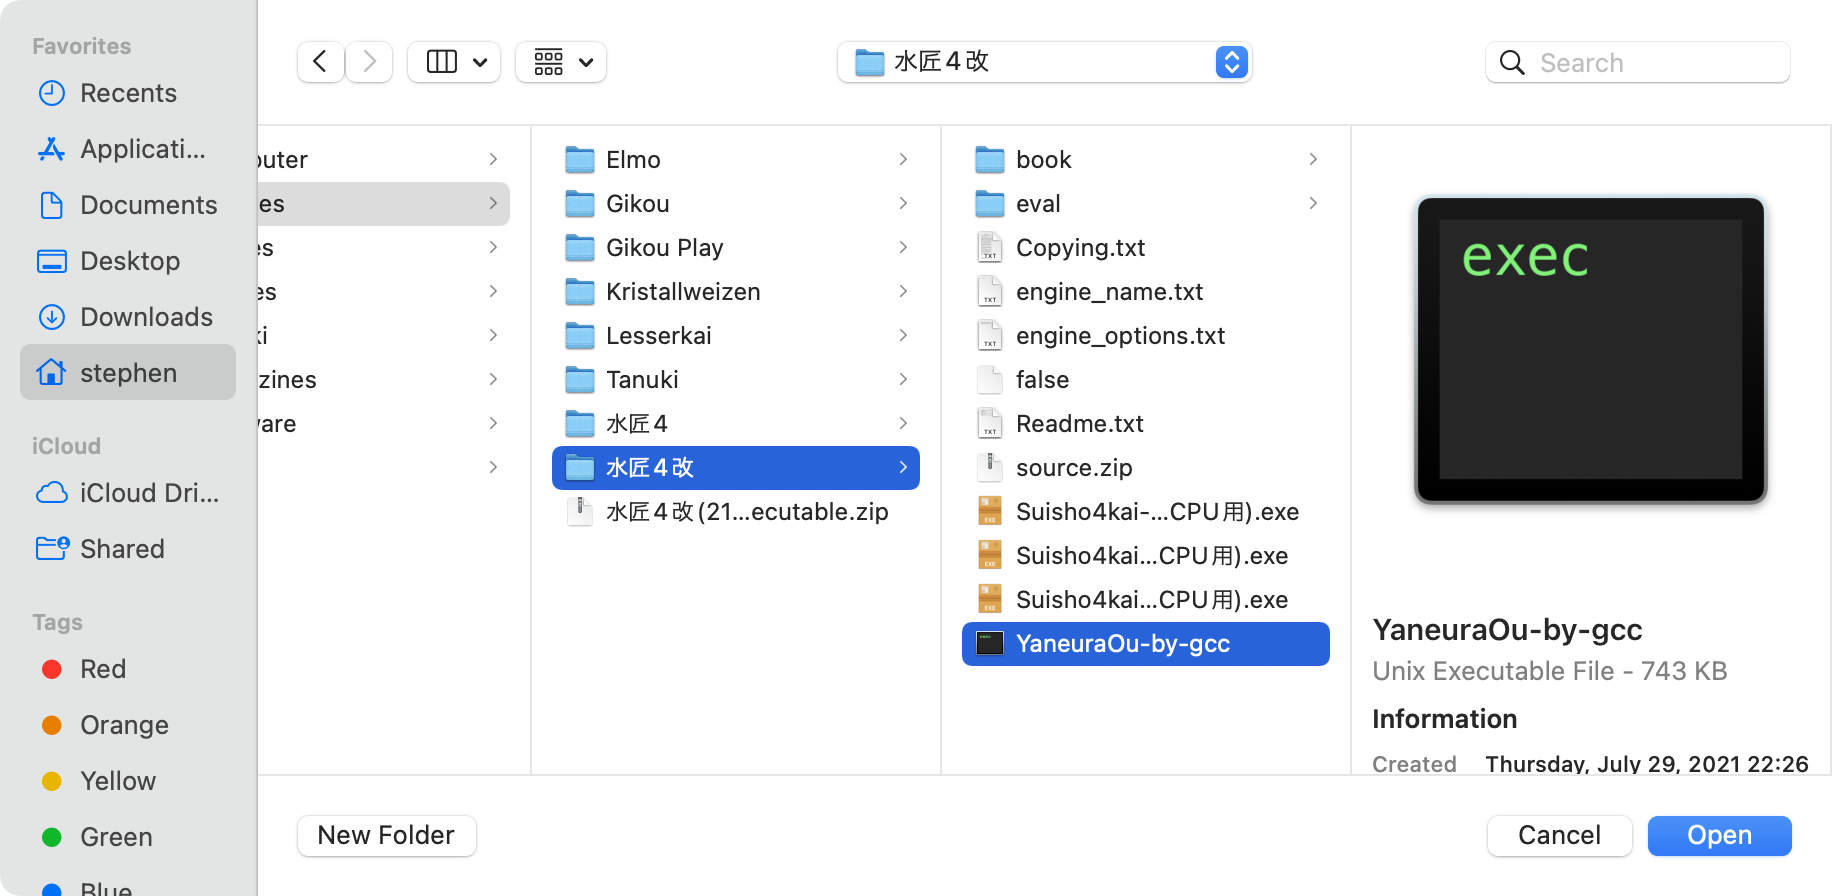 Favorites
Recents
Applicati...
Documents
Desktop
Downloads
stephen
iCloud
iCloud Dri...
Shared
Tags
Red
Orange
Yellow
Green
Blue
水匠4改
Search
puter
es
es
es
ki
zines
vare
Elmo
Gikou
Gikou Play
Kristallweizen
Lesserkai
Tanuki
水匠4
水匠4改
水匠4改(21...ecutable.zip
book
eval
Copying.txt
engine_name.txt
engine_options.txt
false
Readme.txt
source.zip
Suisho4kai-...CPU用).exe
Suisho4kai...CPU用).exe
Suisho4kai...CPU用).exe
YaneuraOu-by-gcc
exec
YaneuraOu-by-gcc
Unix Executable File - 743 KB
Information
Created Thursday, July 29, 2021 22:26
New Folder
Cancel
Open